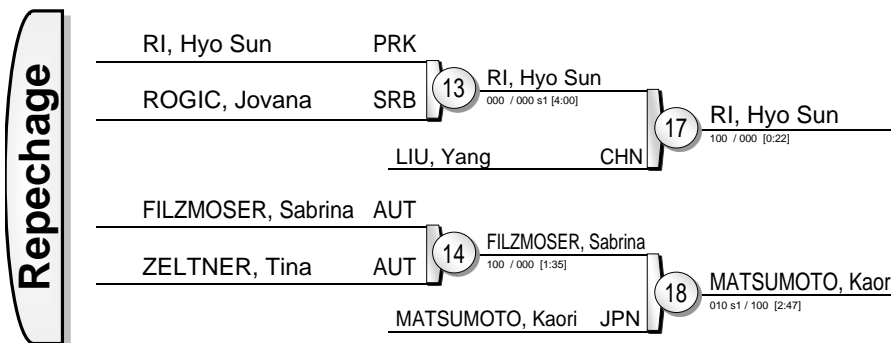 Repechage
RI, Hyo Sun PRK
ROGIC, Jovana SRB
13
RI, Hyo Sun
000 / 000 s1 [4:00]
LIU, Yang CHN
17
RI, Hyo Sun
100 / 000 [0:22]
FILZMOSER, Sabrina AUT
ZELTNER, Tina AUT
14
FILZMOSER, Sabrina
100 / 000 [1:35]
MATSUMOTO, Kaori JPN
18
MATSUMOTO, Kaor
010 s1 / 100 [2:47]